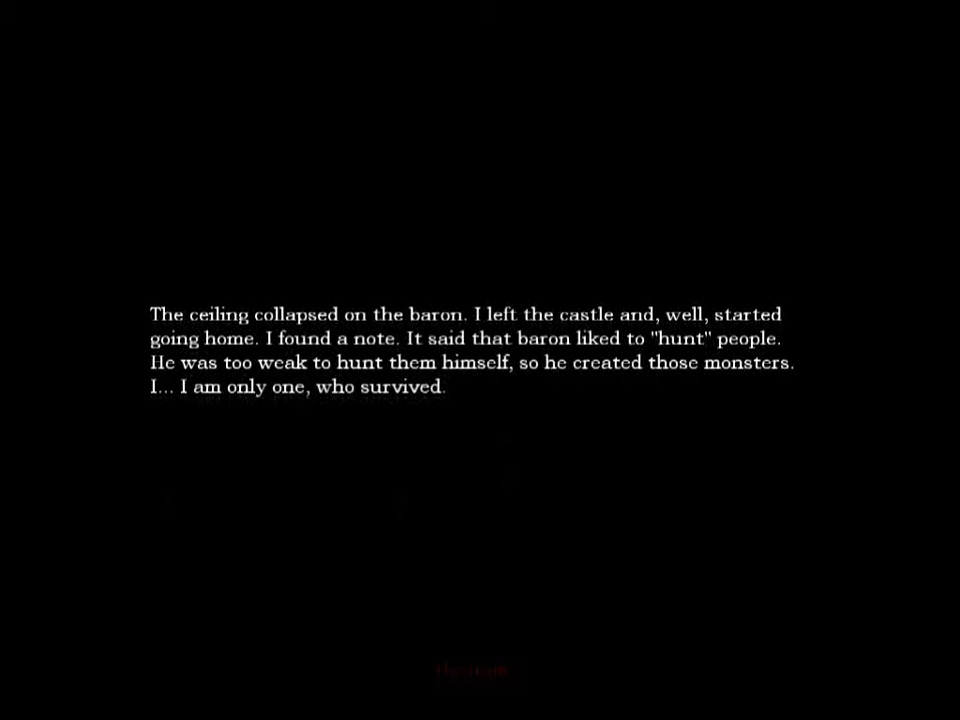 The ceiling collapsed on the baron. I left the castle and, well, started
going home. I found a note. It said that baron liked to "hunt" people.
He was too weak to hunt them himself, so he created those monsters.
I... I am only one, who survived.